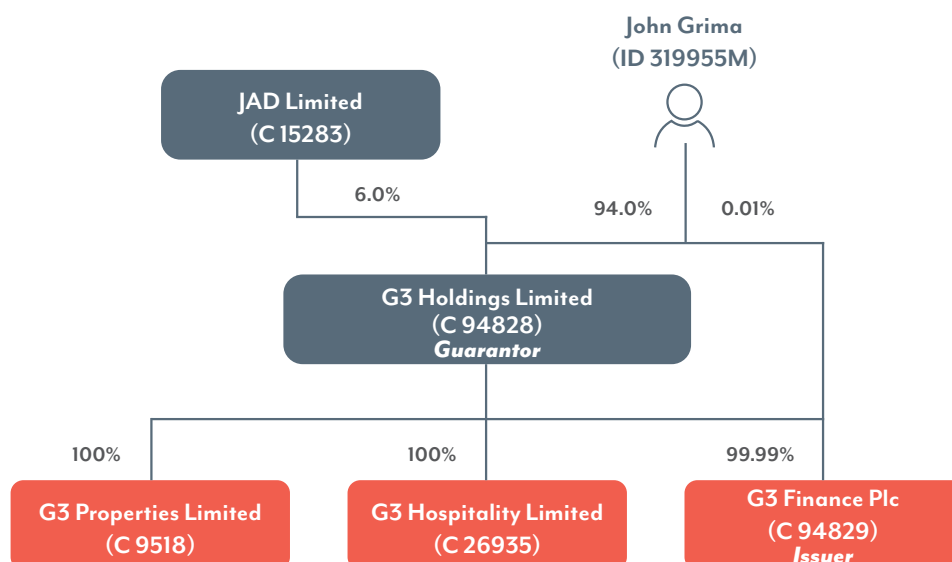 John Grima
(ID 319955M)
JAD Limited
(C 15283)
6.0%
94.0%
0.01%
G3 Holdings Limited
(C 94828)
Guarantor
100%
100%
99.99%
G3 Properties Limited
(C 9518)
G3 Hospitality Limited
(C 26935)
G3 Finance Plc
(C 94829)
Issuer